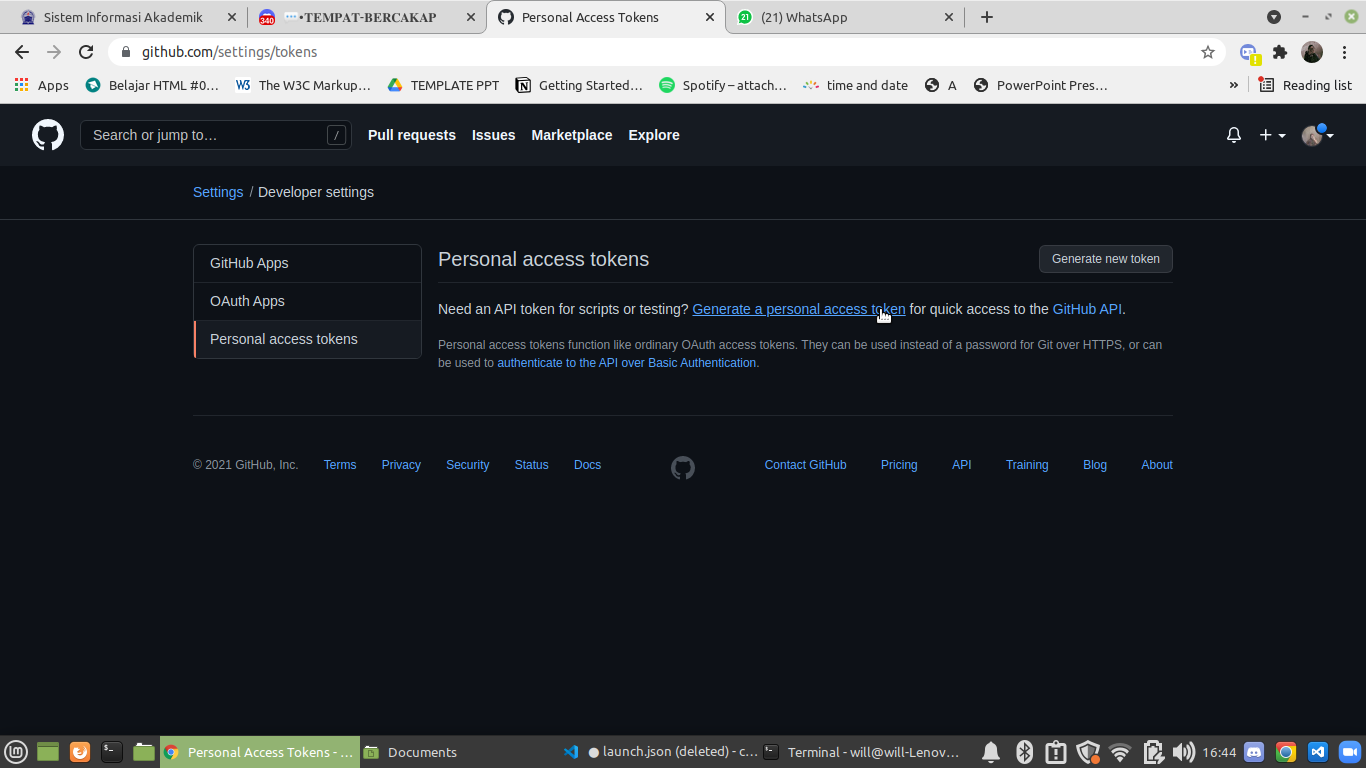 Sistem Informasi Akademik
340
•𝐓𝐄𝐌𝐏𝐀𝐓-𝐁𝐄𝐑𝐂𝐀𝐊𝐀𝐏
Personal Access Tokens
21
(21) WhatsApp
github.com/settings/tokens
Apps
Belajar HTML #0…
W3
The W3C Markup…
TEMPLATE PPT
Getting Started…
Spotify – attach…
time and date
A
PowerPoint Pres…
»
Reading list
Search or jump to…
/
Pull requests
Issues
Marketplace
Explore
Settings / Developer settings
GitHub Apps
OAuth Apps
Personal access tokens
Personal access tokens
Generate new token
Need an API token for scripts or testing? Generate a personal access token for quick access to the GitHub API.
Personal access tokens function like ordinary OAuth access tokens. They can be used instead of a password for Git over HTTPS, or can
be used to authenticate to the API over Basic Authentication.
© 2021 GitHub, Inc.
Terms
Privacy
Security
Status
Docs
Contact GitHub
Pricing
API
Training
Blog
About
Personal Access Tokens - …
Documents
● launch.json (deleted) - c…
Terminal - will@will-Lenov…
16:44